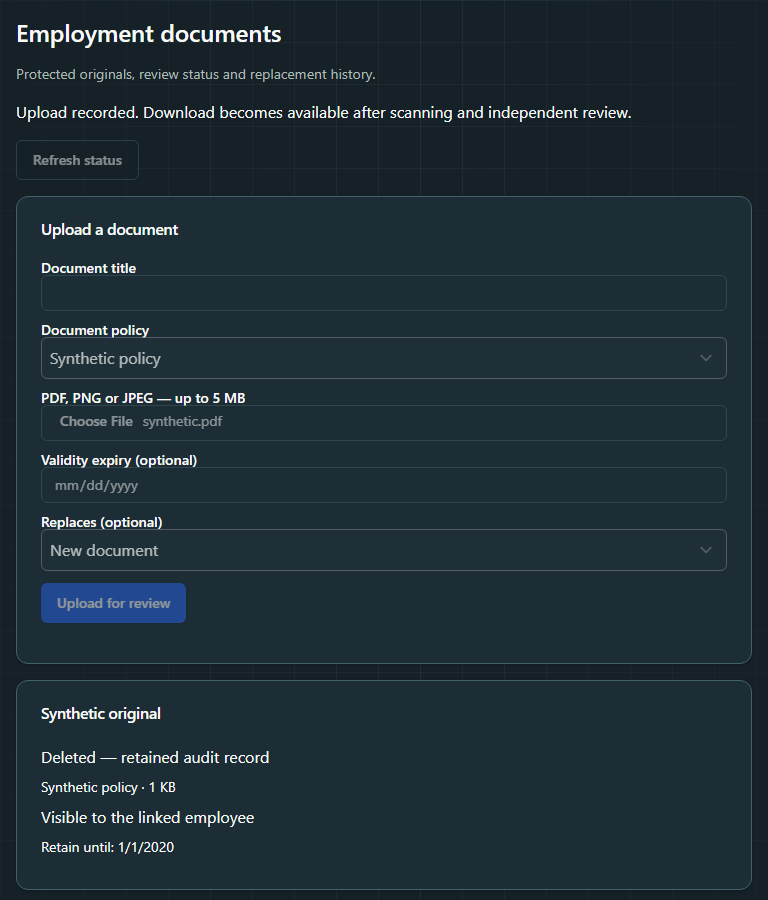 Employment documents
Protected originals, review status and replacement history.
Upload recorded. Download becomes available after scanning and independent review.
Refresh status
Upload a document
Document title
Document policy
Synthetic policy
PDF, PNG or JPEG — up to 5 MB
Choose File synthetic.pdf
Validity expiry (optional)
mm/dd/yyyy
Replaces (optional)
New document
Upload for review
Synthetic original
Deleted — retained audit record
Synthetic policy · 1 KB
Visible to the linked employee
Retain until: 1/1/2020